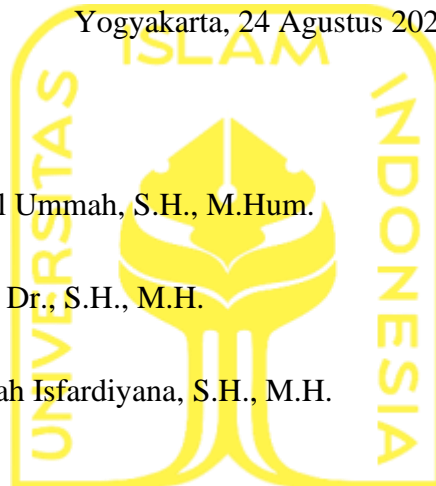 Yogyakarta, 24 Agustus 202
ISLAM
UNIVERSITAS
INDONESIA
l Ummah, S.H., M.Hum.
Dr., S.H., M.H.
ah Isfardiyana, S.H., M.H.